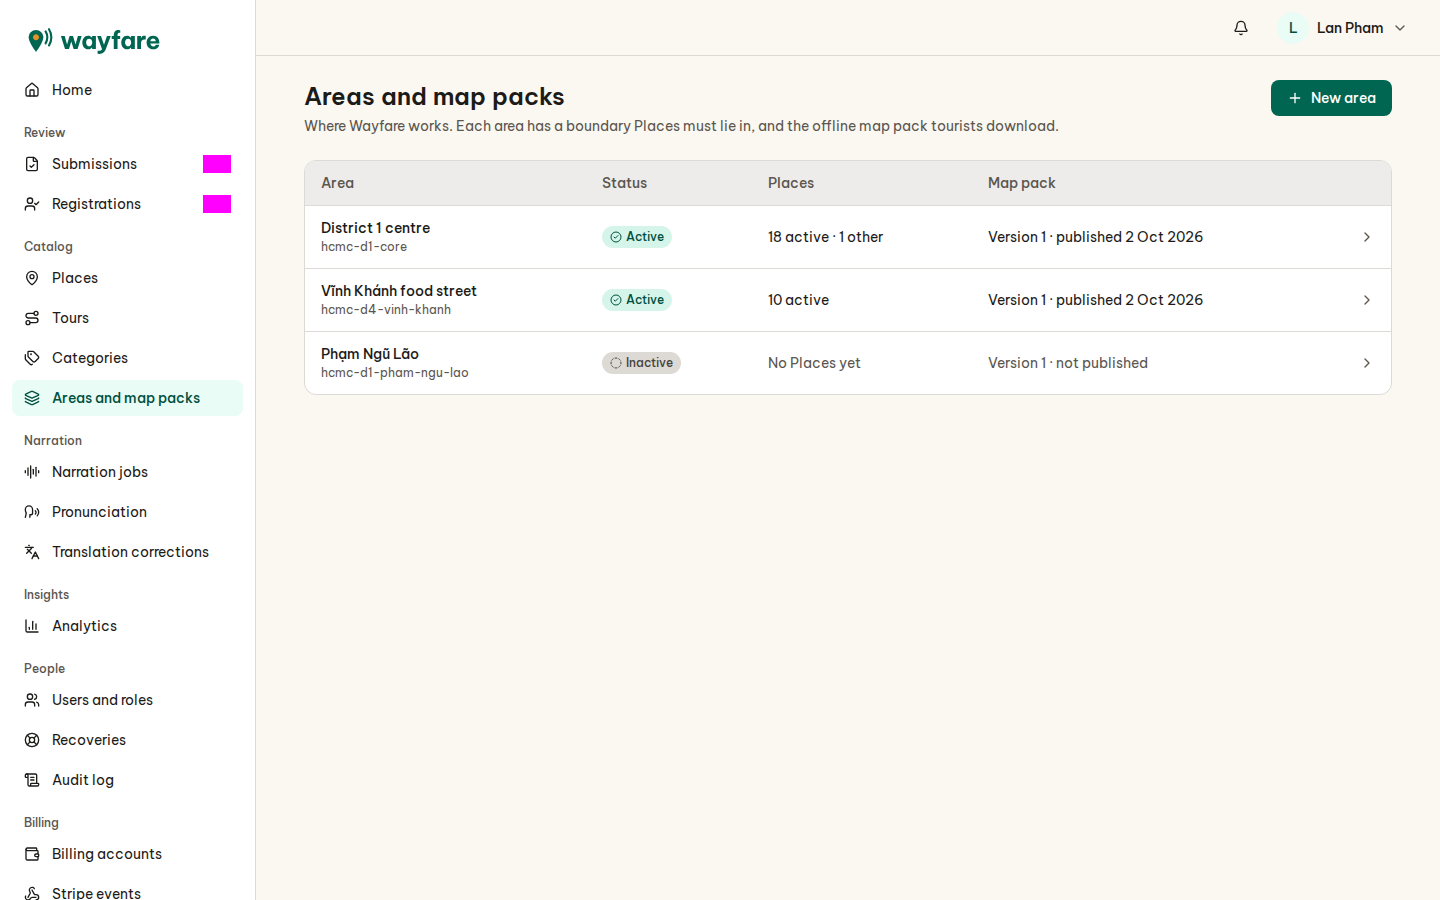 wayfare
Home
Review
Submissions
Registrations
Catalog
Places
Tours
Categories
Areas and map packs
Narration
Narration jobs
Pronunciation
Translation corrections
Insights
Analytics
People
Users and roles
Recoveries
Audit log
Billing
Billing accounts
Stripe events
L Lan Pham
Areas and map packs
New area
Where Wayfare works. Each area has a boundary Places must lie in, and the offline map pack tourists download.
Area Status Places Map pack
District 1 centre
hcmc-d1-core
Active
18 active · 1 other
Version 1 · published 2 Oct 2026
Vĩnh Khánh food street
hcmc-d4-vinh-khanh
Active
10 active
Version 1 · published 2 Oct 2026
Phạm Ngũ Lão
hcmc-d1-pham-ngu-lao
Inactive
No Places yet
Version 1 · not published